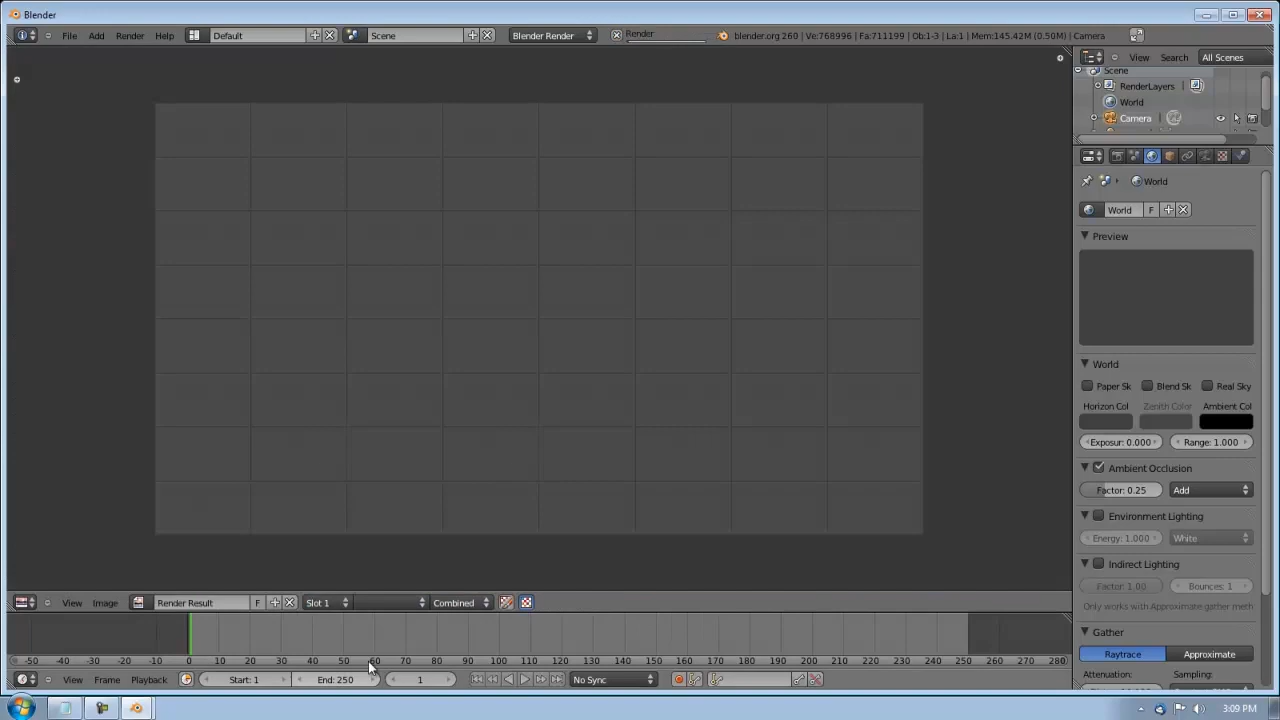 Blender
File Add Render Help Default Scene Blender Render Render blender.org 260 | Ve:768996 | Fa:711199 | Ob:1-3 | La:1 | Mem:145.42M (0.50M) | Camera
View Search All Scenes
Scene
RenderLayers
World
Camera
World
World F
Preview
World
Paper Sk Blend Sk Real Sky
Horizon Col Zenith Color Ambient Col
Exposur: 0.000 Range: 1.000
Ambient Occlusion
Factor: 0.25 Add
Environment Lighting
Energy: 1.000 White
Indirect Lighting
Factor: 1.00 Bounces: 1
Only works with Approximate gather meth
Gather
Raytrace Approximate
Attenuation: Sampling:
View Image Render Result F Slot 1 Combined
-50 -40 -30 -20 -10 0 10 20 30 40 50 60 70 80 90 100 110 120 130 140 150 160 170 180 190 200 210 220 230 240 250 260 270 280
View Frame Playback Start: 1 End: 250 1 No Sync
3:09 PM